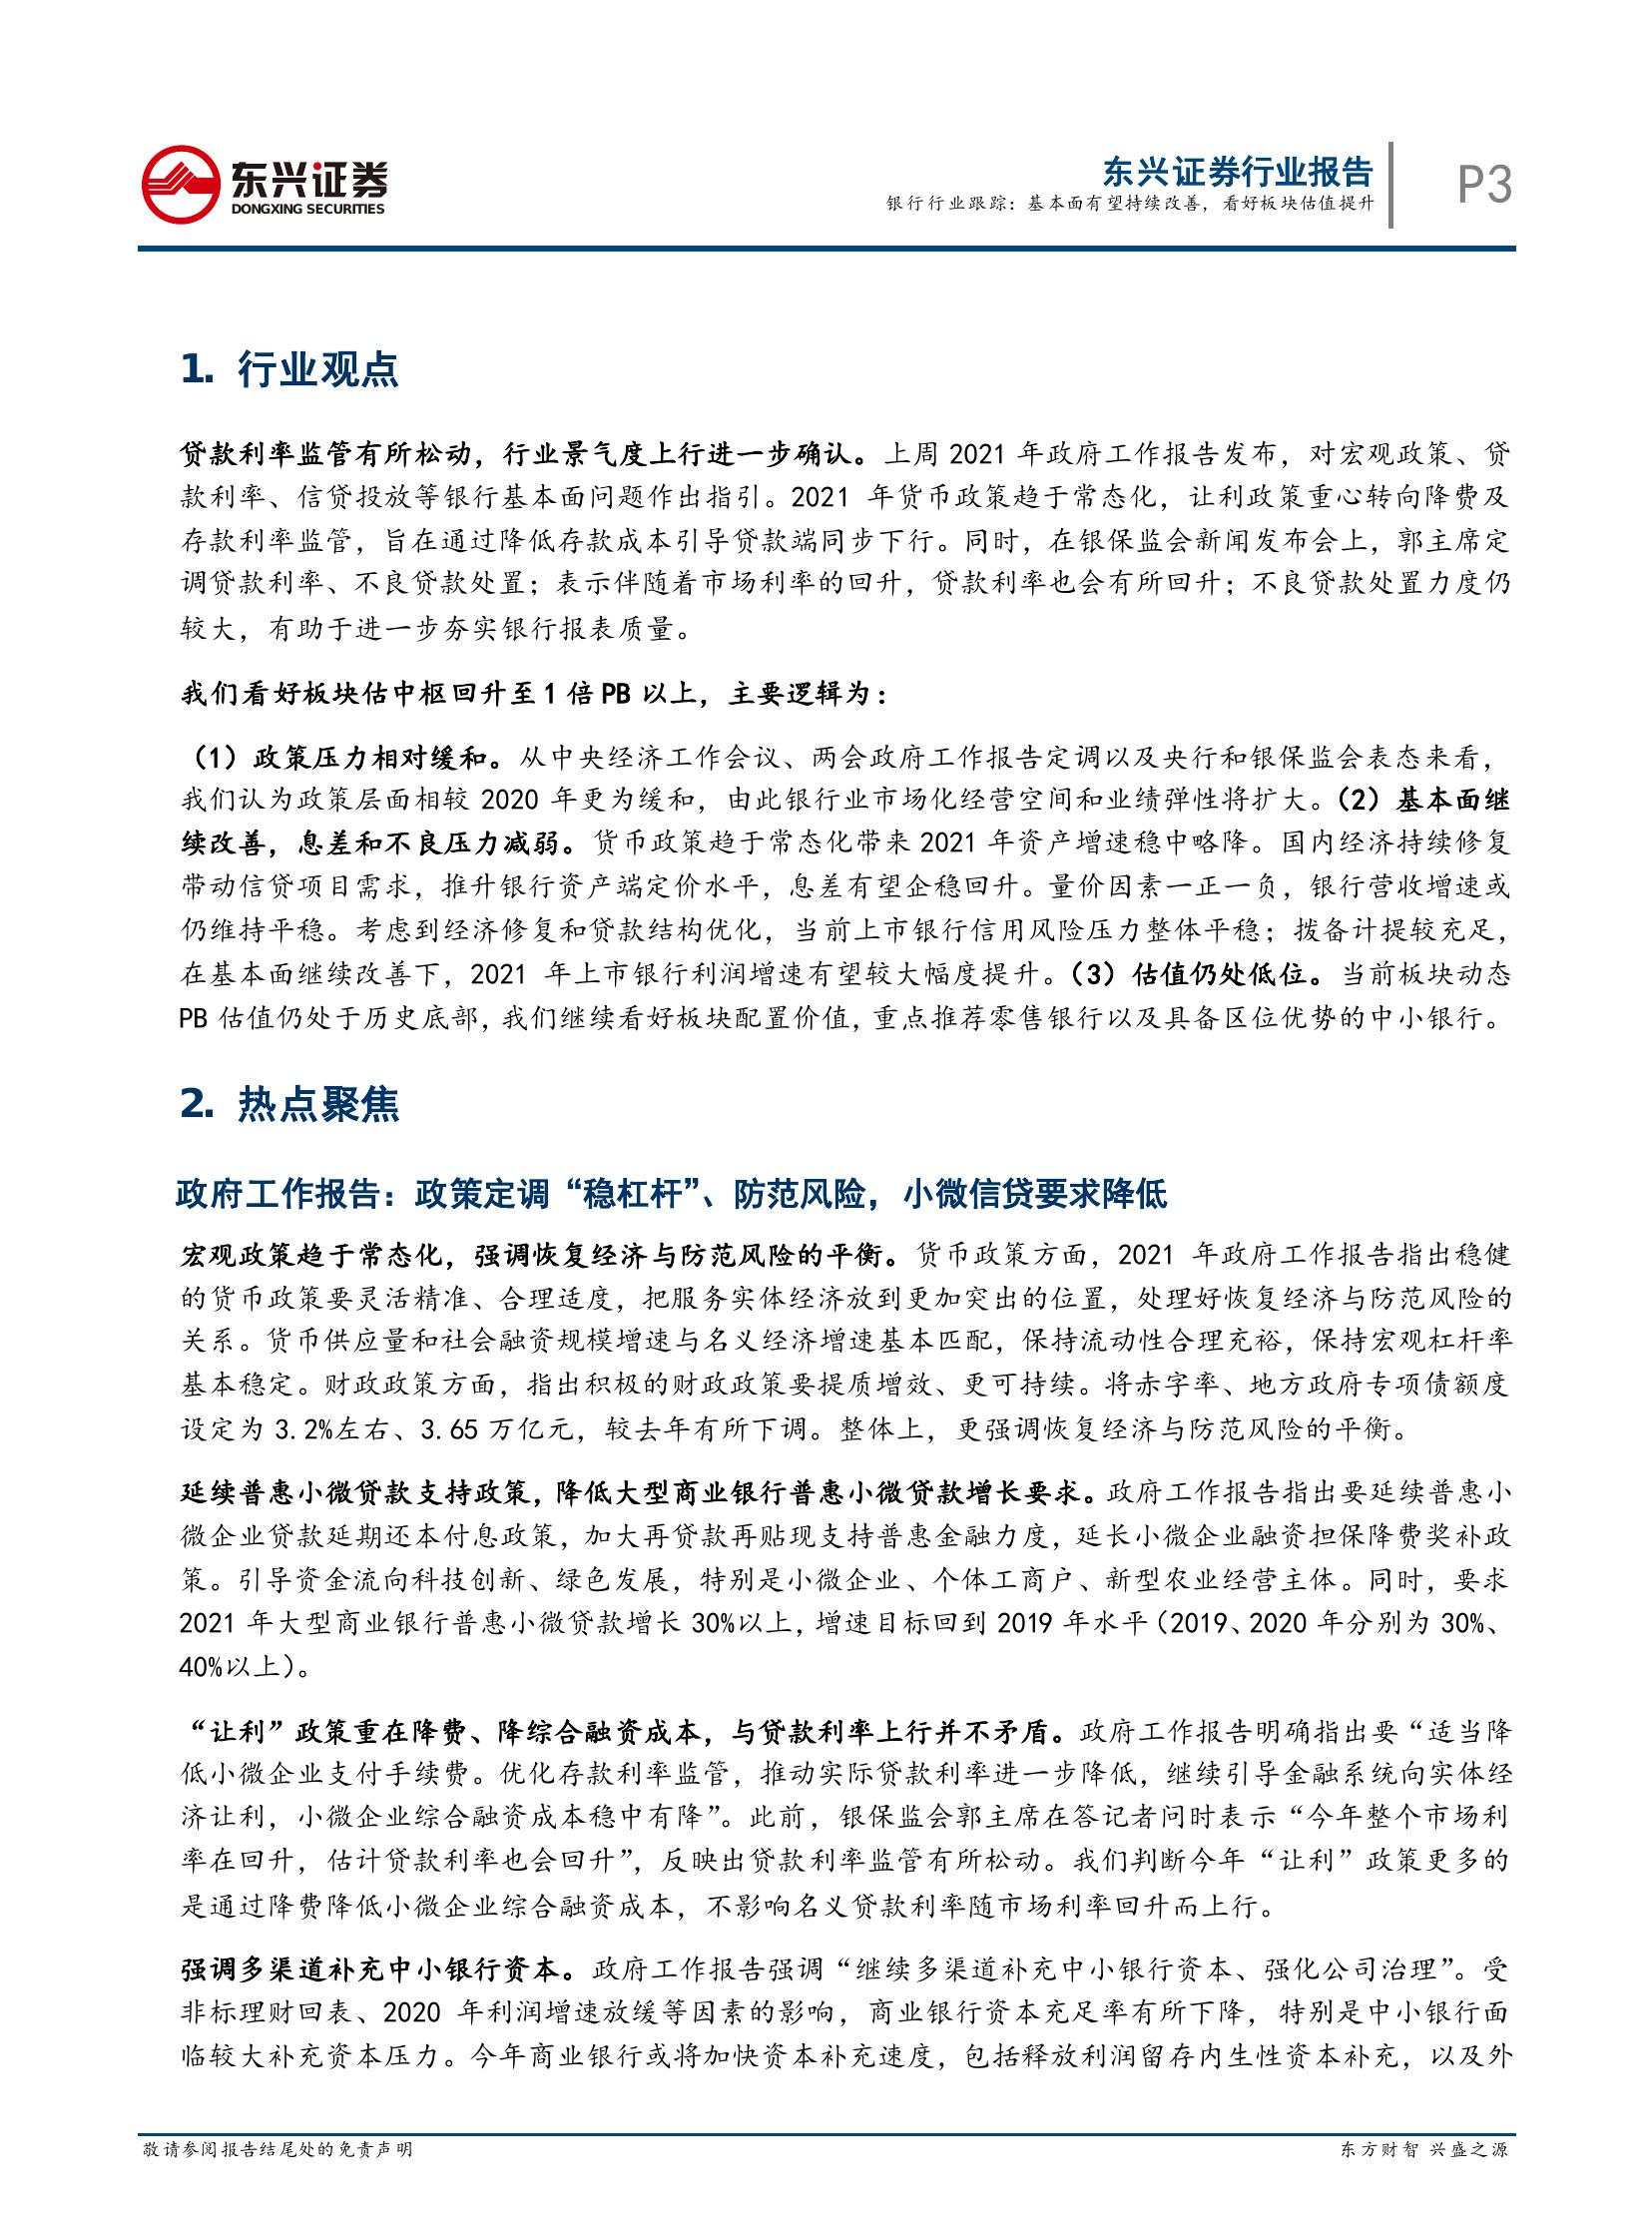 东兴证券
DONGXING SECURITIES
东兴证券行业报告
银行行业跟踪：基本面有望持续改善，看好板块估值提升
P3
1. 行业观点
贷款利率监管有所松动，行业景气度上行进一步确认。上周 2021 年政府工作报告发布，对宏观政策、贷
款利率、信贷投放等银行基本面问题作出指引。2021 年货币政策趋于常态化，让利政策重心转向降费及
存款利率监管，旨在通过降低存款成本引导贷款端同步下行。同时，在银保监会新闻发布会上，郭主席定
调贷款利率、不良贷款处置；表示伴随着市场利率的回升，贷款利率也会有所回升；不良贷款处置力度仍
较大，有助于进一步夯实银行报表质量。
我们看好板块估中枢回升至 1 倍 PB 以上，主要逻辑为：
（1）政策压力相对缓和。从中央经济工作会议、两会政府工作报告定调以及央行和银保监会表态来看，
我们认为政策层面相较 2020 年更为缓和，由此银行业市场化经营空间和业绩弹性将扩大。（2）基本面继
续改善，息差和不良压力减弱。货币政策趋于常态化带来 2021 年资产增速稳中略降。国内经济持续修复
带动信贷项目需求，推升银行资产端定价水平，息差有望企稳回升。量价因素一正一负，银行营收增速或
仍维持平稳。考虑到经济修复和贷款结构优化，当前上市银行信用风险压力整体平稳；拨备计提较充足，
在基本面继续改善下，2021 年上市银行利润增速有望较大幅度提升。（3）估值仍处低位。当前板块动态
PB 估值仍处于历史底部，我们继续看好板块配置价值，重点推荐零售银行以及具备区位优势的中小银行。
2. 热点聚焦
政府工作报告：政策定调“稳杠杆”、防范风险，小微信贷要求降低
宏观政策趋于常态化，强调恢复经济与防范风险的平衡。货币政策方面，2021 年政府工作报告指出稳健
的货币政策要灵活精准、合理适度，把服务实体经济放到更加突出的位置，处理好恢复经济与防范风险的
关系。货币供应量和社会融资规模增速与名义经济增速基本匹配，保持流动性合理充裕，保持宏观杠杆率
基本稳定。财政政策方面，指出积极的财政政策要提质增效、更可持续。将赤字率、地方政府专项债额度
设定为 3.2%左右、3.65 万亿元，较去年有所下调。整体上，更强调恢复经济与防范风险的平衡。
延续普惠小微贷款支持政策，降低大型商业银行普惠小微贷款增长要求。政府工作报告指出要延续普惠小
微企业贷款延期还本付息政策，加大再贷款再贴现支持普惠金融力度，延长小微企业融资担保降费奖补政
策。引导资金流向科技创新、绿色发展，特别是小微企业、个体工商户、新型农业经营主体。同时，要求
2021 年大型商业银行普惠小微贷款增长 30%以上，增速目标回到 2019 年水平（2019、2020 年分别为 30%、
40%以上）。
“让利”政策重在降费、降综合融资成本，与贷款利率上行并不矛盾。政府工作报告明确指出要“适当降
低小微企业支付手续费。优化存款利率监管，推动实际贷款利率进一步降低，继续引导金融系统向实体经
济让利，小微企业综合融资成本稳中有降”。此前，银保监会郭主席在答记者问时表示“今年整个市场利
率在回升，估计贷款利率也会回升”，反映出贷款利率监管有所松动。我们判断今年“让利”政策更多的
是通过降费降低小微企业综合融资成本，不影响名义贷款利率随市场利率回升而上行。
强调多渠道补充中小银行资本。政府工作报告强调“继续多渠道补充中小银行资本、强化公司治理”。受
非标理财回表、2020 年利润增速放缓等因素的影响，商业银行资本充足率有所下降，特别是中小银行面
临较大补充资本压力。今年商业银行或将加快资本补充速度，包括释放利润留存内生性资本补充，以及外
敬请参阅报告结尾处的免责声明
东方财智 兴盛之源